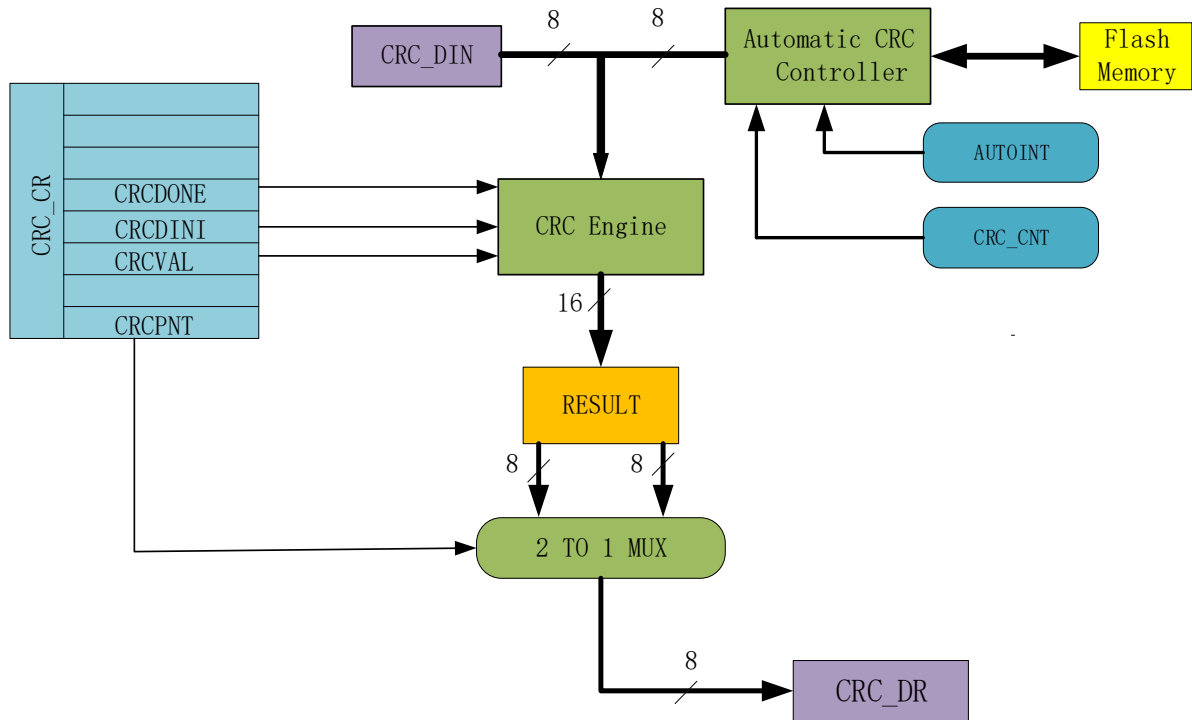 8
8
CRC_DIN
Automatic CRC
Controller
Flash
Memory
AUTOINT
CRC_CR
CRCDONE
CRCDINI
CRCVAL
CRCPNT
CRC Engine
CRC_CNT
16
RESULT
8
8
2 TO 1 MUX
8
CRC_DR